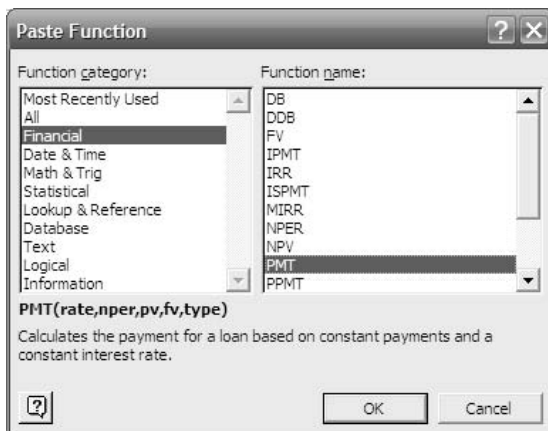 Paste Function
Function category:
Most Recently Used
All
Financial
Date & Time
Math & Trig
Statistical
Lookup & Reference
Database
Text
Logical
Information
Function name:
DB
DDB
FV
IPMT
IRR
ISPMT
MIRR
NPER
NPV
PMT
PPMT
PMT(rate,nper,pv,fv,type)
Calculates the payment for a loan based on constant payments and a
constant interest rate.
OK
Cancel